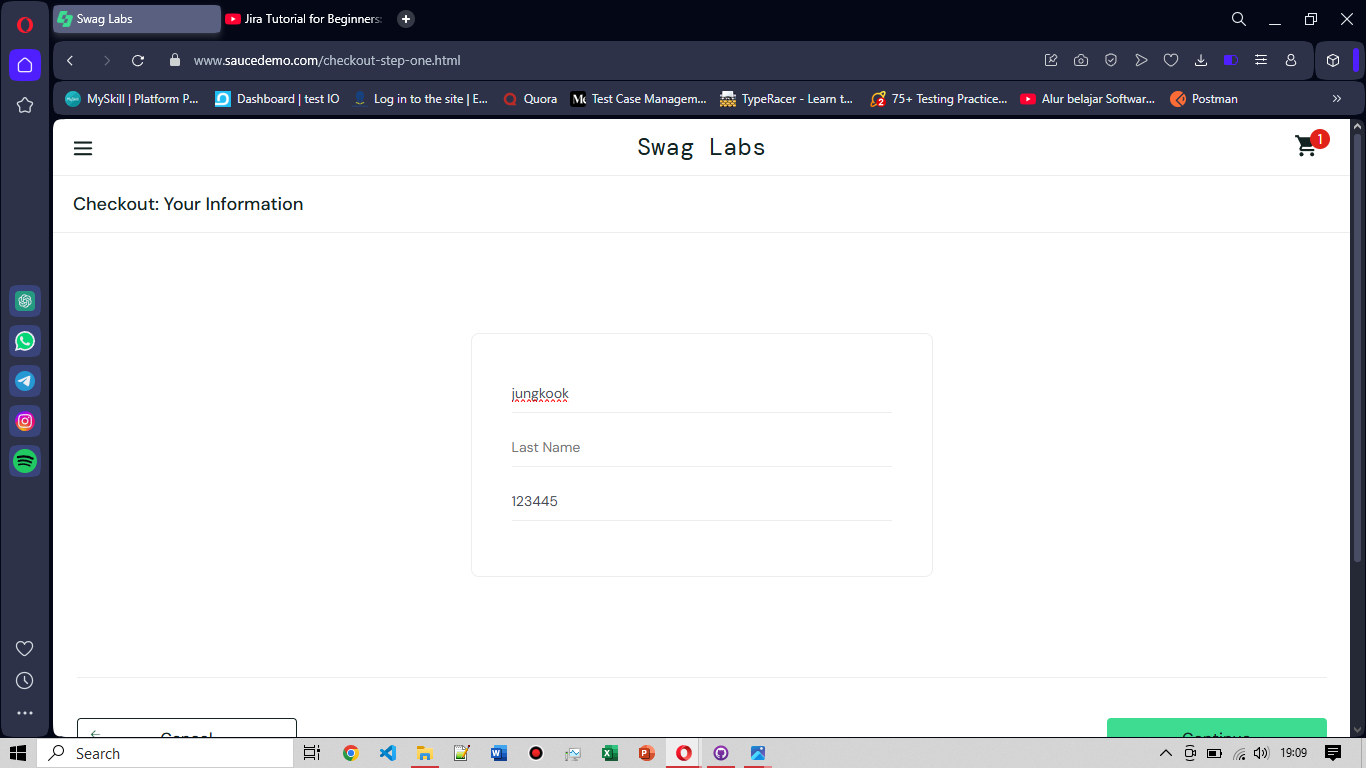 Swag Labs
Jira Tutorial for Beginners:
www.saucedemo.com/checkout-step-one.html
MySkill | Platform P...
Dashboard | test IO
Log in to the site | E...
Quora
Test Case Managem...
TypeRacer - Learn t...
75+ Testing Practice...
Alur belajar Softwar...
Postman
Swag Labs
1
Checkout: Your Information
jungkook
Last Name
123445
Cancel
Continue
Search
19:09